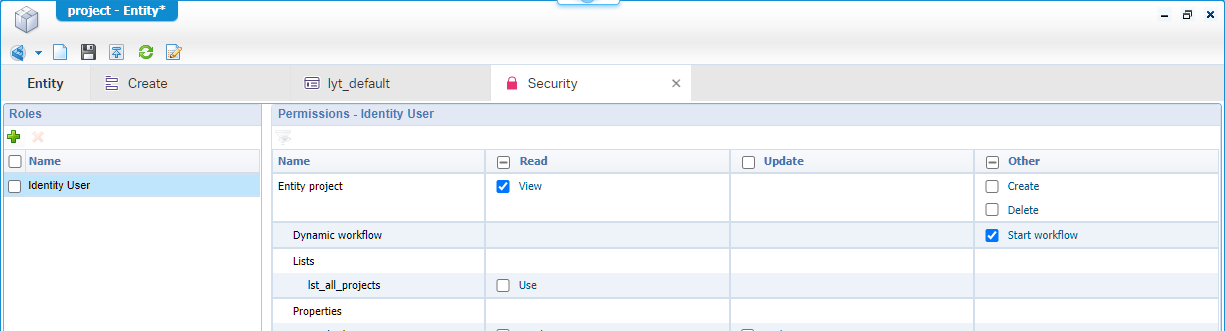 project - Entity*
Entity Create lyt_default Security
Roles Permissions - Identity User
Name Name Read Update Other
Identity User Entity project View Create
Delete
Dynamic workflow Start workflow
Lists
lst_all_projects Use
Properties